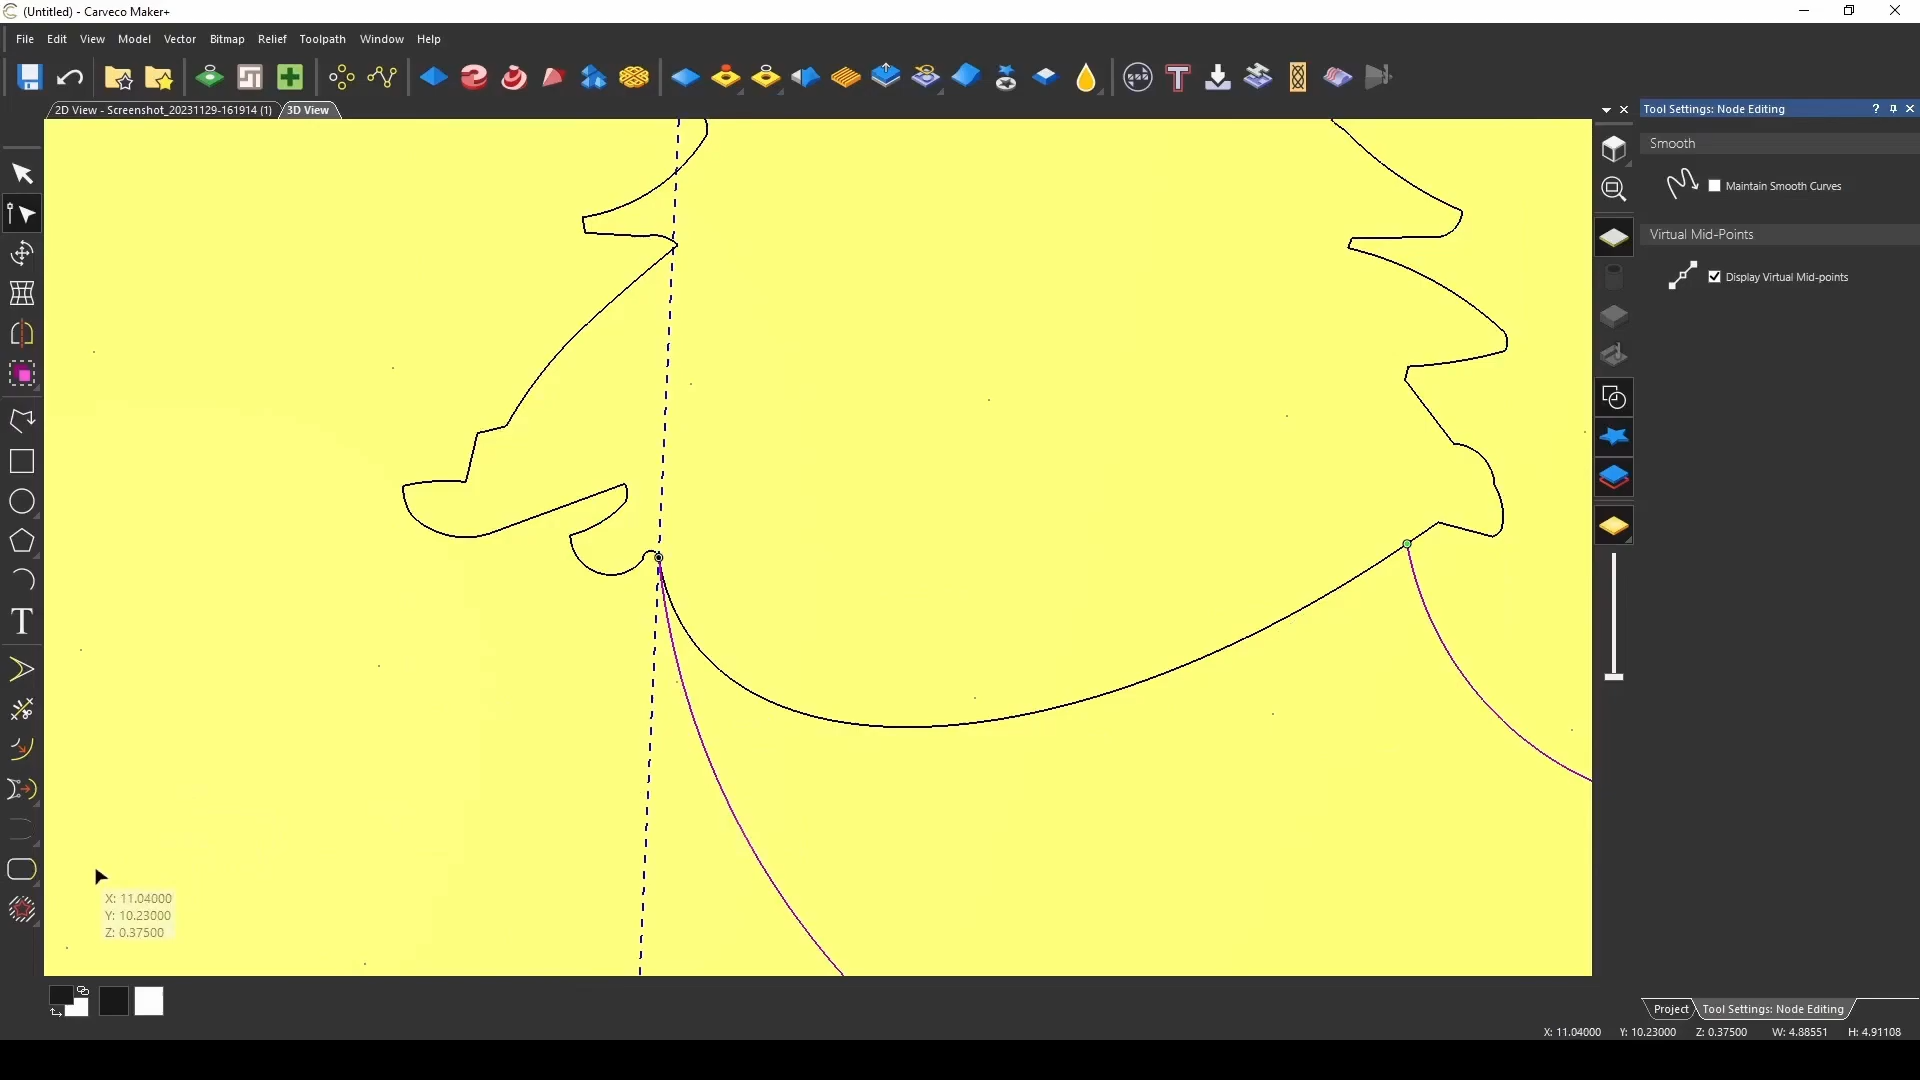 (Untitled) - Carveco Maker+
File Edit View Model Vector Bitmap Relief Toolpath Window Help
2D View - Screenshot_20231129-161914 (1) 3D View
Tool Settings: Node Editing
Smooth
Maintain Smooth Curves
Virtual Mid-Points
Display Virtual Mid-points
T
X: 11.04000
Y: 10.23000
Z: 0.37500
Project Tool Settings: Node Editing
X: 11.04000 Y: 10.23000 Z: 0.37500 W: 4.88551 H: 4.91108